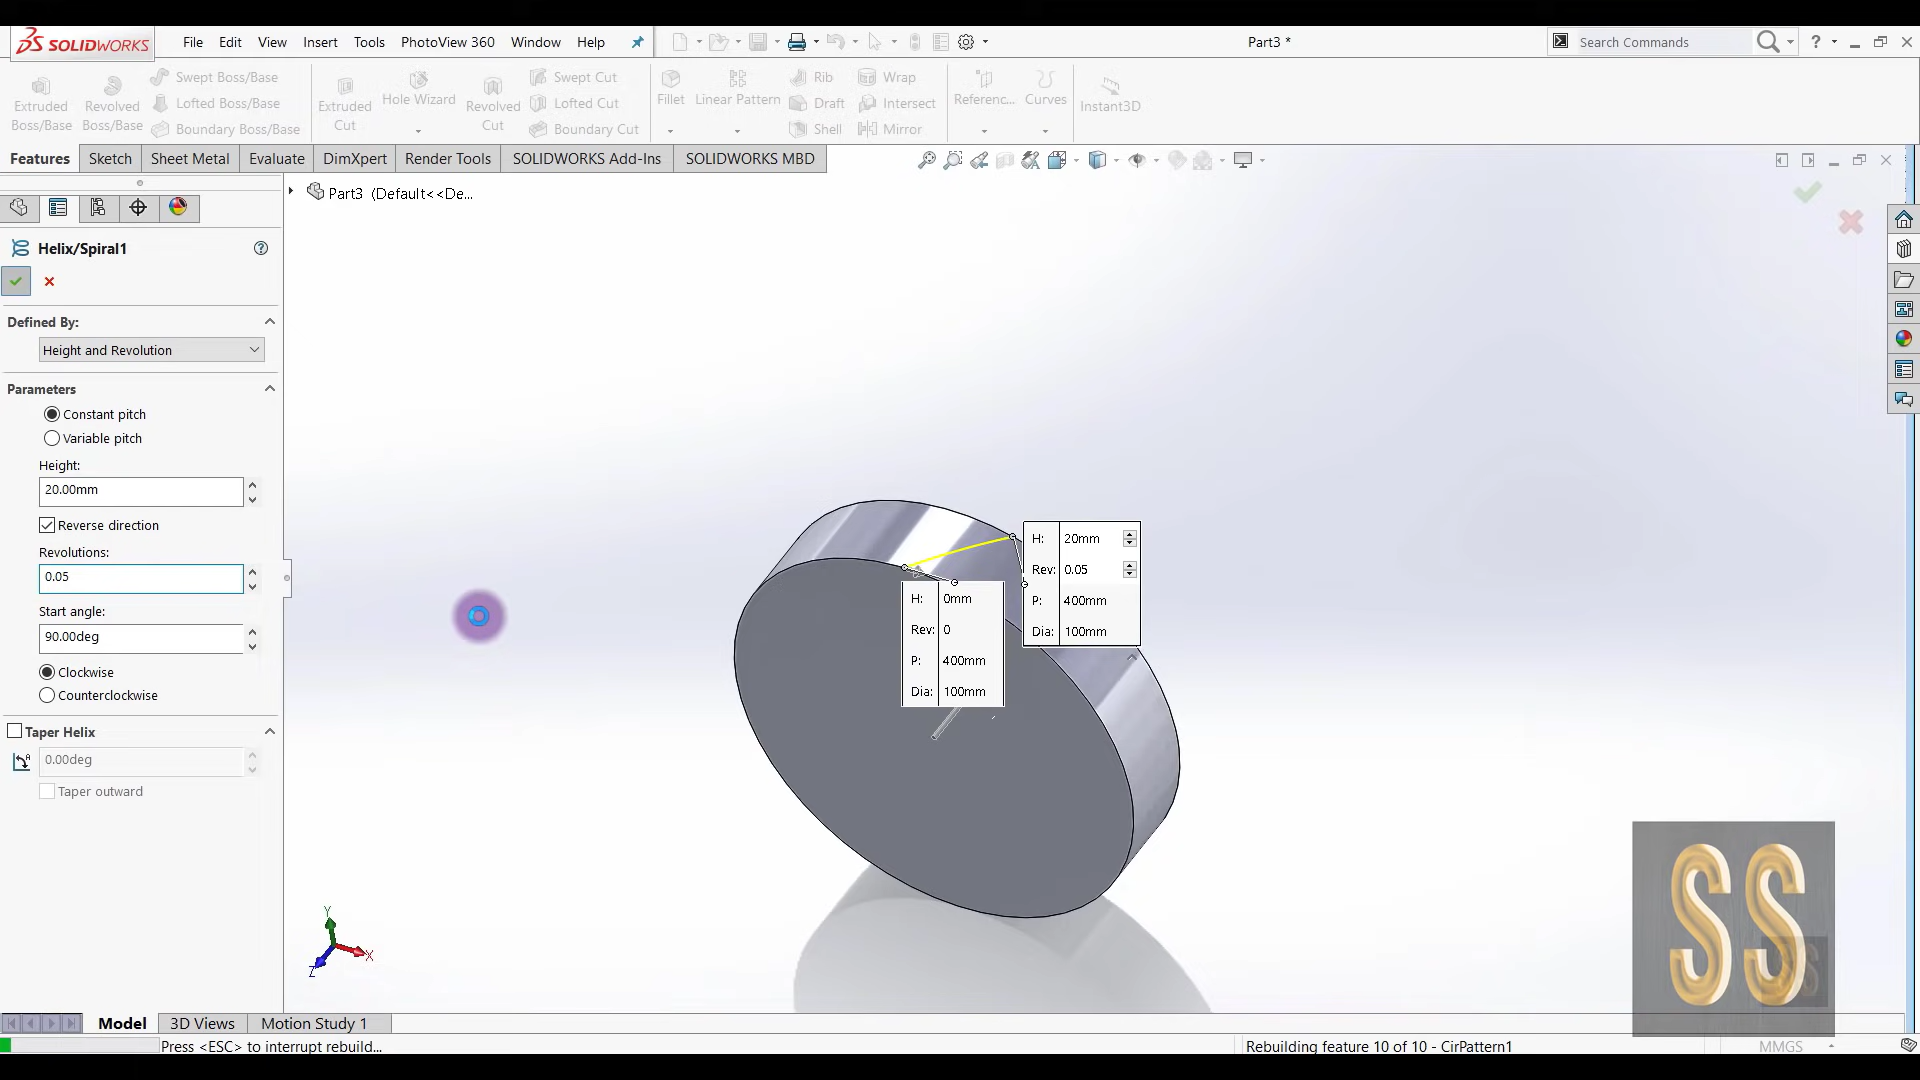 SOLIDWORKS File Edit View Insert Tools PhotoView 360 Window Help Part3 * Search Commands ?
Extruded Boss/Base
Revolved Boss/Base
Swept Boss/Base
Lofted Boss/Base
Boundary Boss/Base
Extruded Cut
Hole Wizard
Revolved Cut
Swept Cut
Lofted Cut
Boundary Cut
Fillet
Linear Pattern
Rib
Draft
Shell
Wrap
Intersect
Mirror
Referenc...
Curves
Instant3D
Features Sketch Sheet Metal Evaluate DimXpert Render Tools SOLIDWORKS Add-Ins SOLIDWORKS MBD
Part3 (Default<<De...
Helix/Spiral1 ?
Defined By:
Height and Revolution
Parameters
Constant pitch
Variable pitch
Height:
20.00mm
Reverse direction
Revolutions:
0.05
Start angle:
90.00deg
Clockwise
Counterclockwise
Taper Helix
0.00deg
Taper outward
H: 20mm
Rev: 0.05
P: 400mm
Dia: 100mm
H: 0mm
Rev: 0
P: 400mm
Dia: 100mm
Y
X
Z
SS
Model 3D Views Motion Study 1
Press <ESC> to interrupt rebuild... Rebuilding feature 10 of 10 - CirPattern1 MMGS